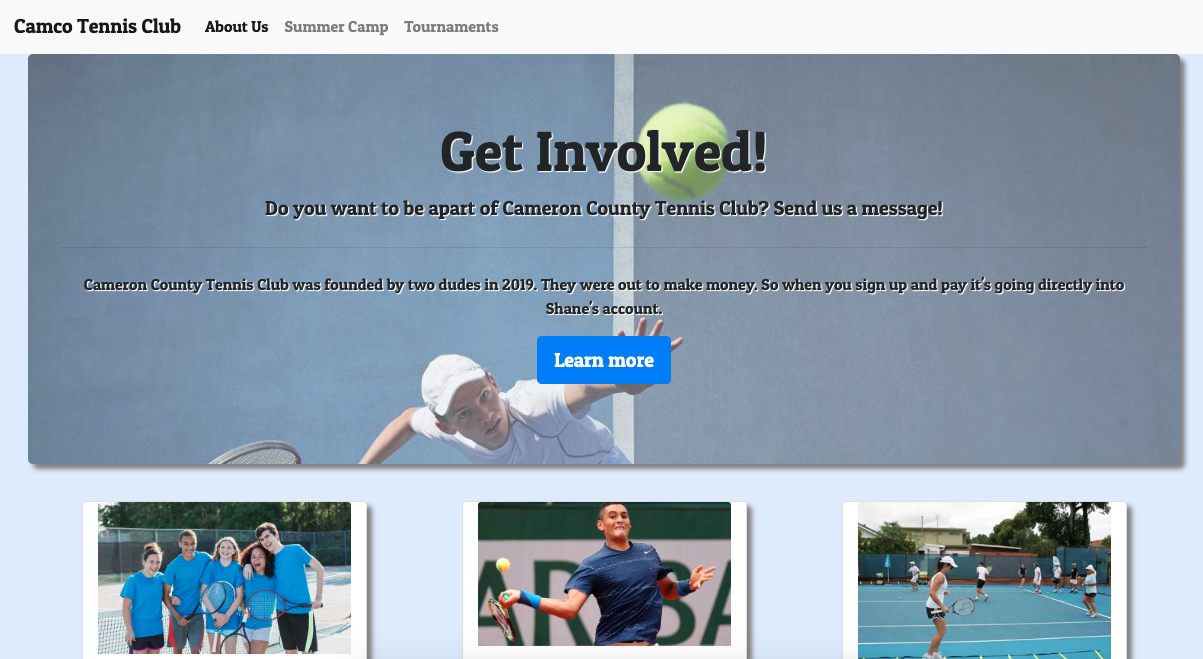 Camco Tennis Club About Us Summer Camp Tournaments
Get Involved!
Do you want to be apart of Cameron County Tennis Club? Send us a message!
Cameron County Tennis Club was founded by two dudes in 2019. They were out to make money. So when you sign up and pay it's going directly into
Shane's account.
Learn more